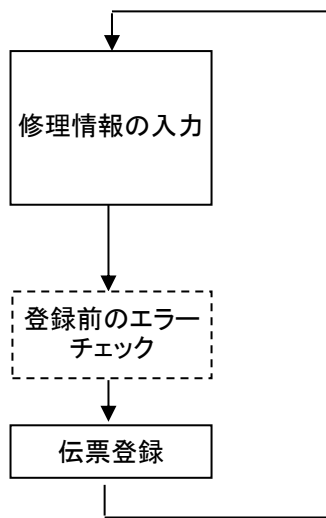 修理情報の入力
登録前のエラー
チェック
伝票登録